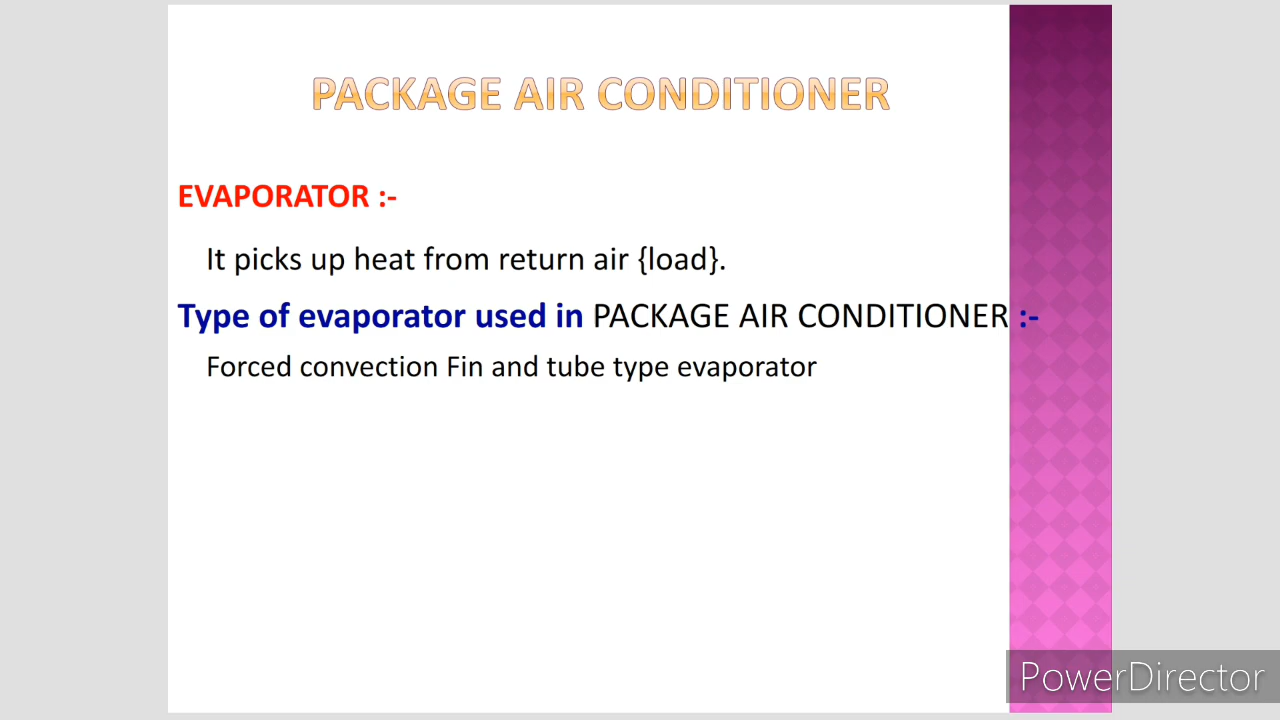 PACKAGE AIR CONDITIONER
EVAPORATOR :-
It picks up heat from return air {load}.
Type of evaporator used in PACKAGE AIR CONDITIONER :-
Forced convection Fin and tube type evaporator
PowerDirector